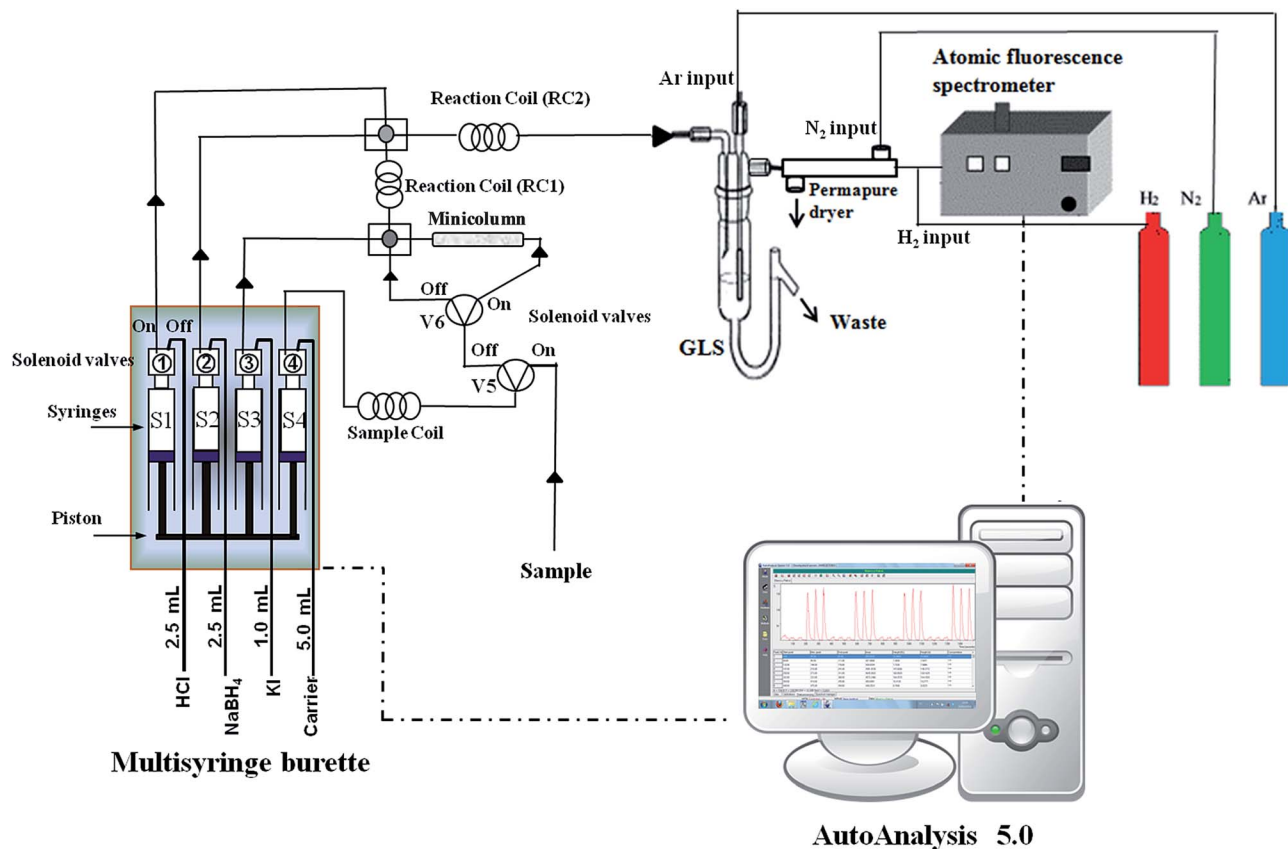 Ar input
Atomic fluorescence
spectrometer
Reaction Coil (RC2)
N2 input
Reaction Coil (RC1)
Permapure
dryer
H2
N2
Ar
Minicolumn
H2 input
Off
On
V6
Solenoid valves
On
Off
Off
On
Waste
GLS
V5
Solenoid valves
1
2
3
4
Syringes
S1
S2
S3
S4
Sample Coil
Piston
Sample
2.5 mL
2.5 mL
1.0 mL
5.0 mL
HCl
NaBH4
KI
Carrier
Multisyringe burette
AutoAnalysis 5.0